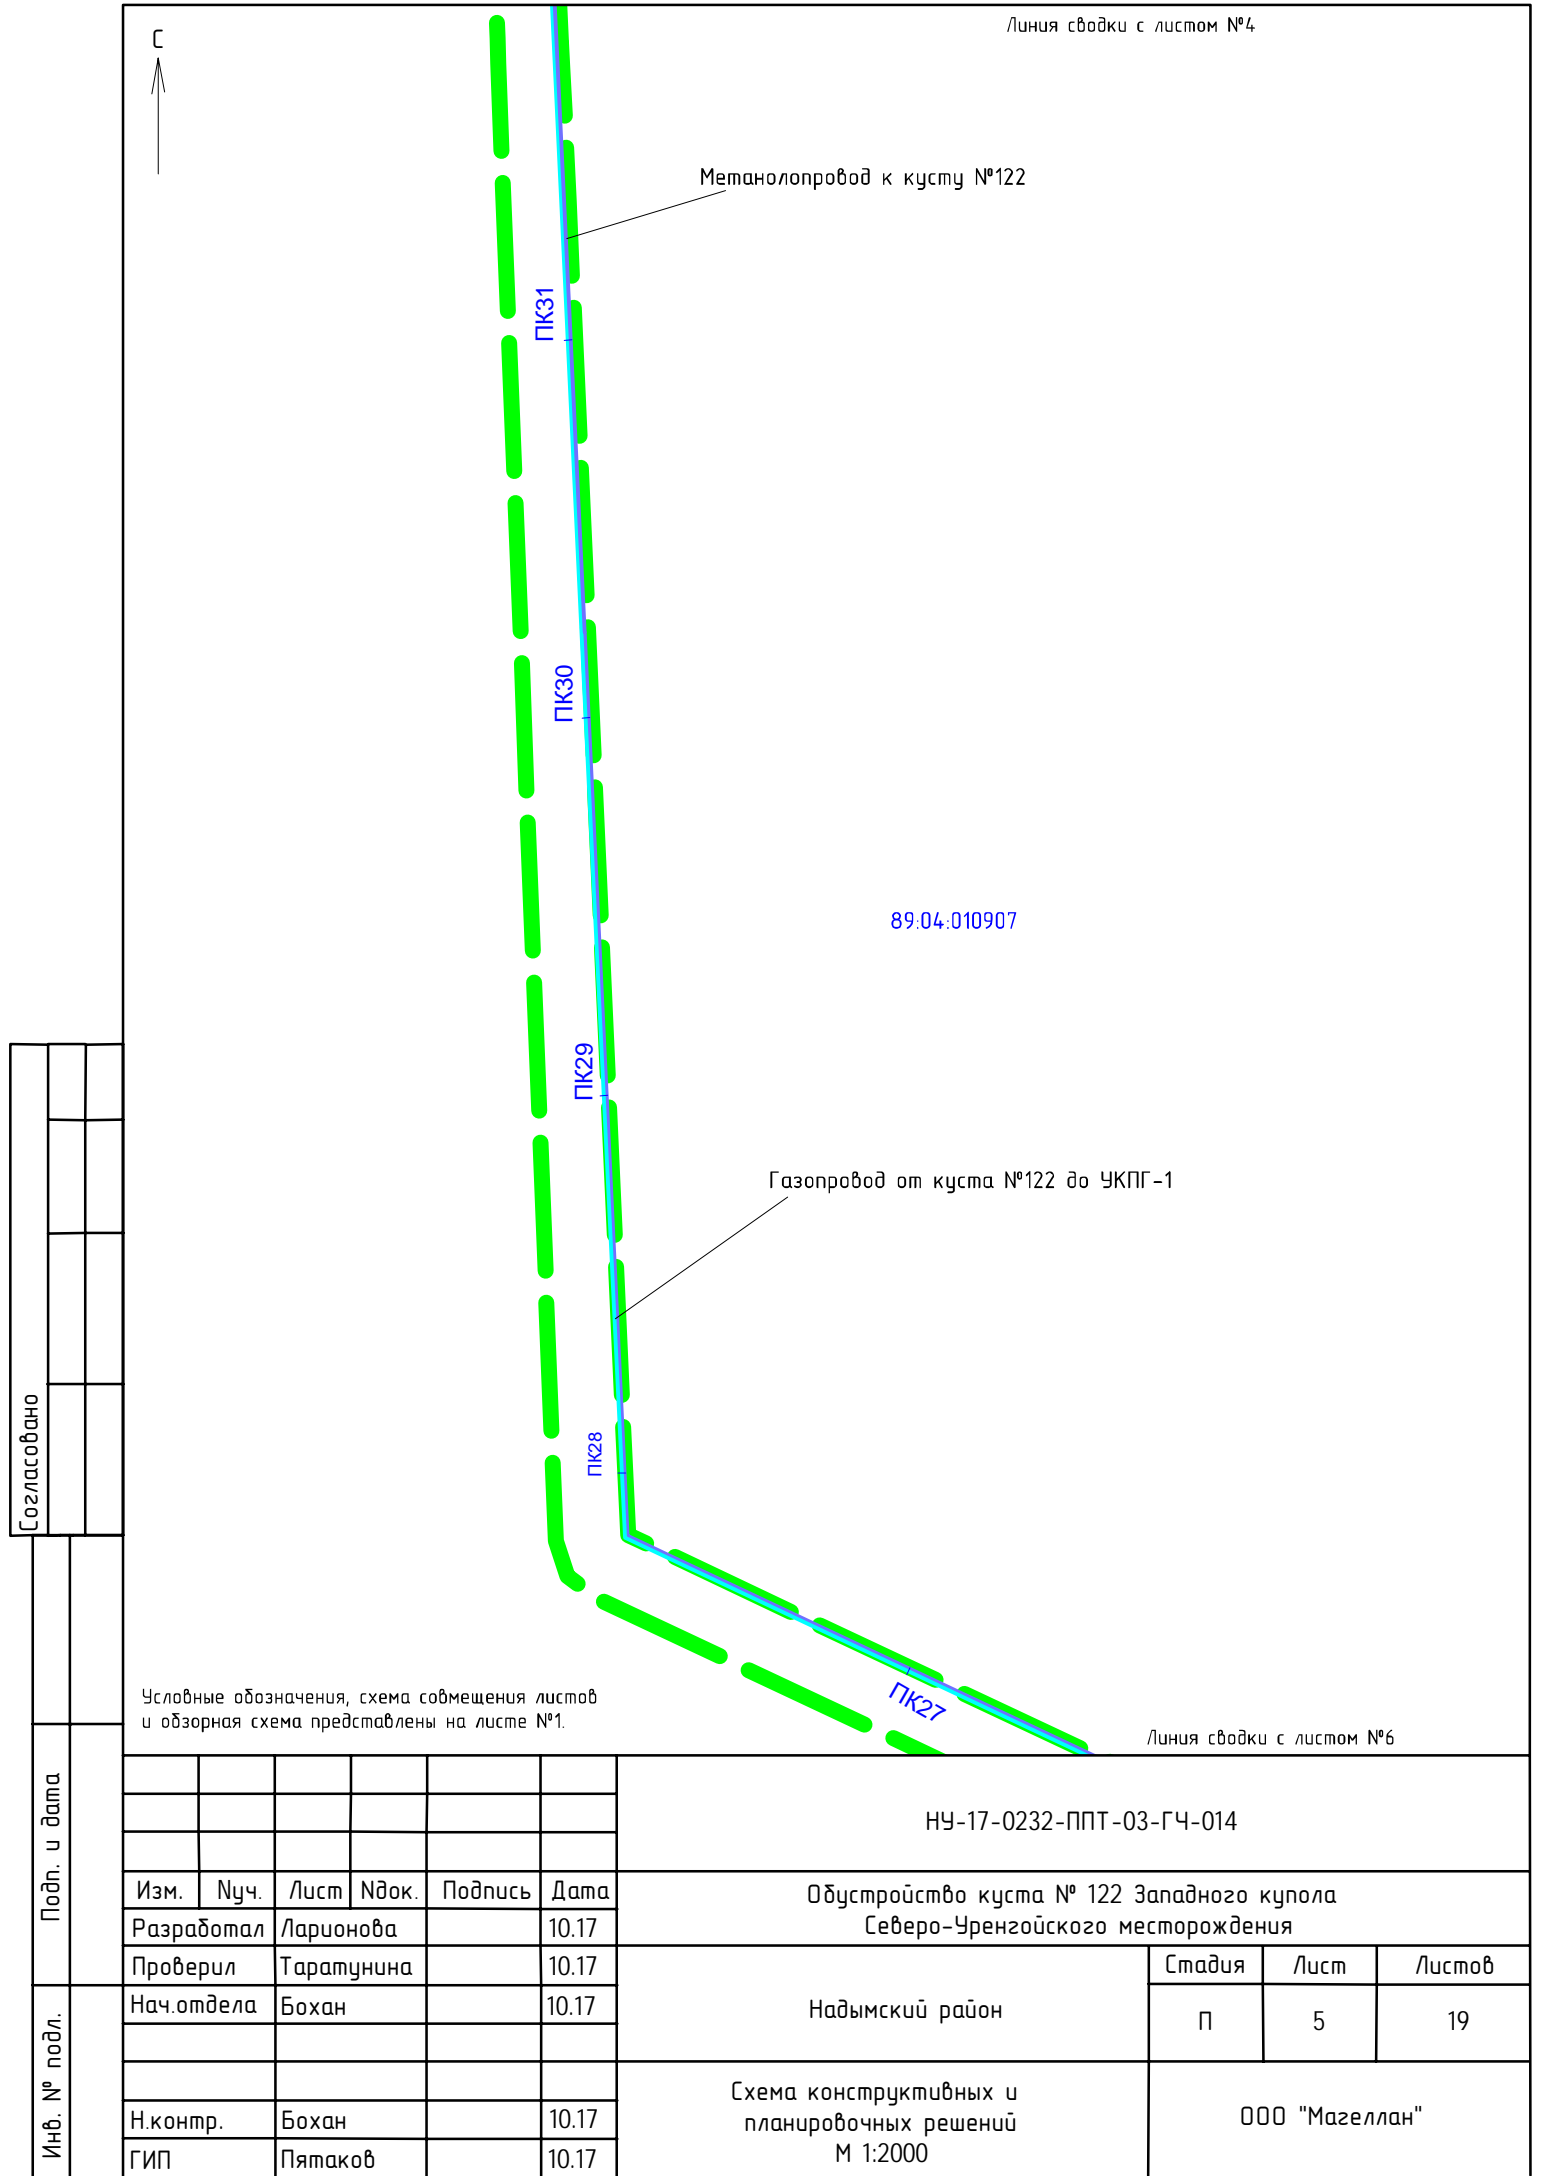 Линия сводки с листом №4
С
Метанолопровод к кусту №122
ПК31
ПК30
89:04:010907
ПК29
Газопровод от куста №122 до УКПГ-1
ПК28
ПК27
Условные обозначения, схема совмещения листов
и обзорная схема представлены на листе №1.
Линия сводки с листом №6
Согласовано
Подп. и дата
Инв. № подл.
НУ-17-0232-ППТ-03-ГЧ-014
Изм. Nуч. Лист Nдок. Подпись Дата
Обустройство куста № 122 Западного купола
Северо-Уренгойского месторождения
Разработал Ларионова 10.17
Проверил Таратунина 10.17
Нач.отдела Бохан 10.17
Надымский район
Стадия Лист Листов
П 5 19
Н.контр. Бохан 10.17
ГИП Пятаков 10.17
Схема конструктивных и
планировочных решений
М 1:2000
ООО "Магеллан"